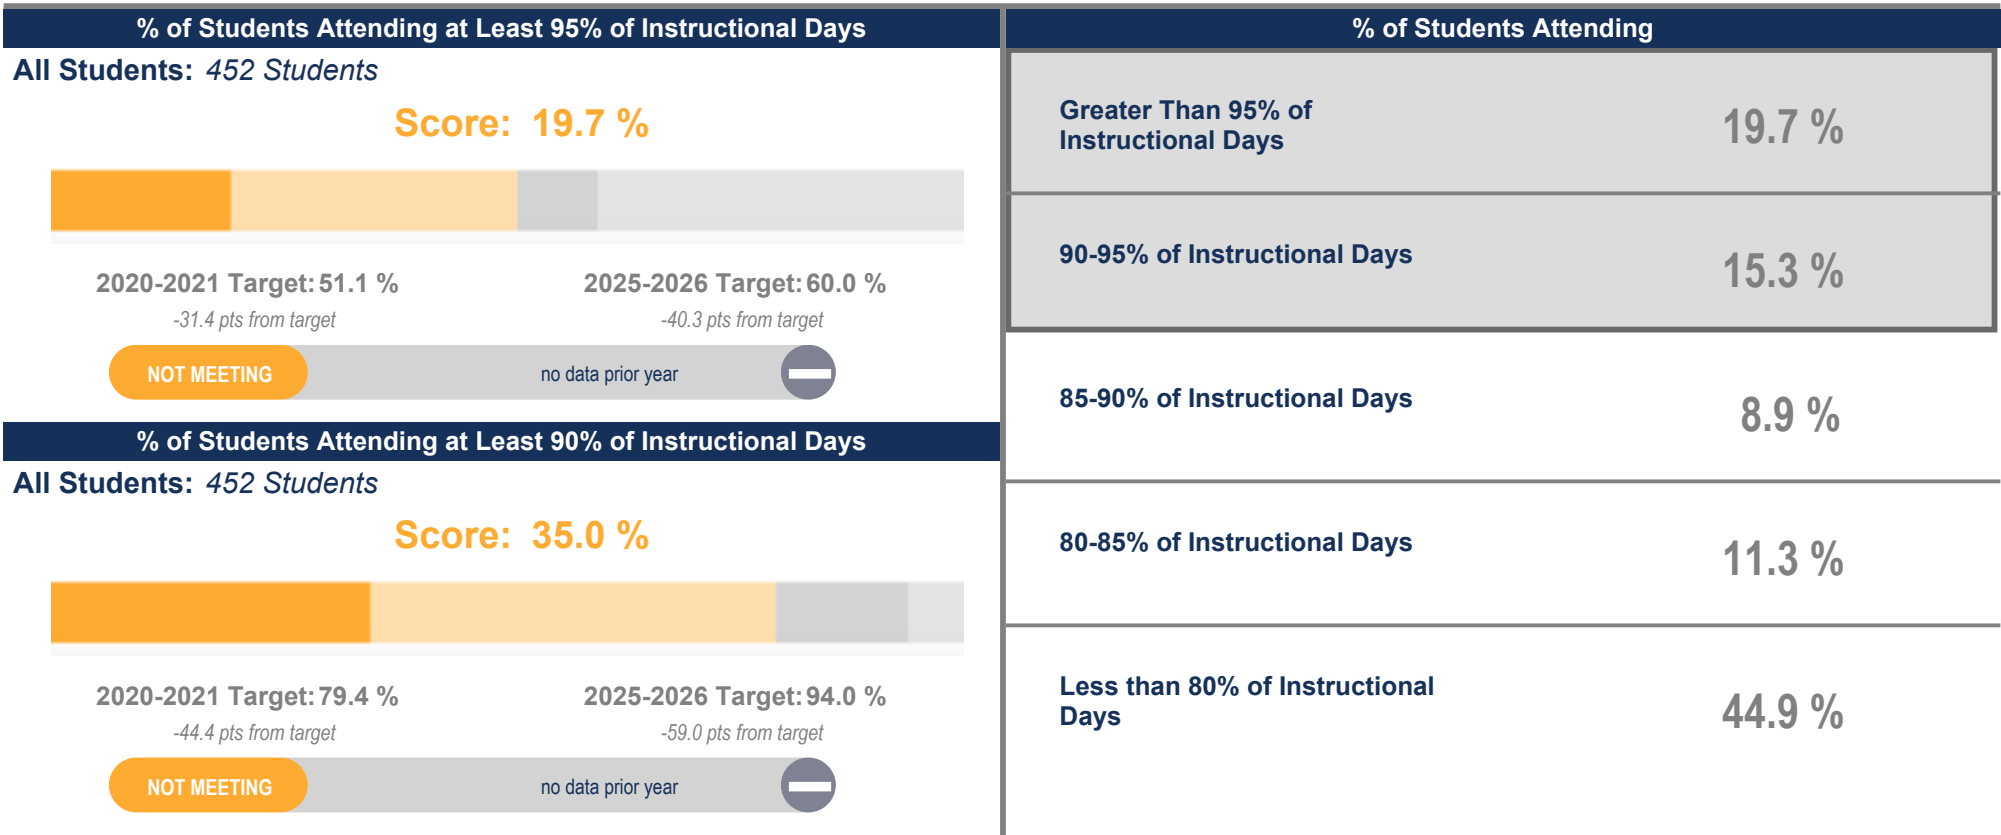 % of Students Attending at Least 95% of Instructional Days
All Students: 452 Students
Score: 19.7 %
2020-2021 Target: 51.1 %
-31.4 pts from target
2025-2026 Target: 60.0 %
-40.3 pts from target
NOT MEETING
no data prior year
% of Students Attending at Least 90% of Instructional Days
All Students: 452 Students
Score: 35.0 %
2020-2021 Target: 79.4 %
-44.4 pts from target
2025-2026 Target: 94.0 %
-59.0 pts from target
NOT MEETING
no data prior year
% of Students Attending
Greater Than 95% of
Instructional Days
19.7 %
90-95% of Instructional Days
15.3 %
85-90% of Instructional Days
8.9 %
80-85% of Instructional Days
11.3 %
Less than 80% of Instructional
Days
44.9 %